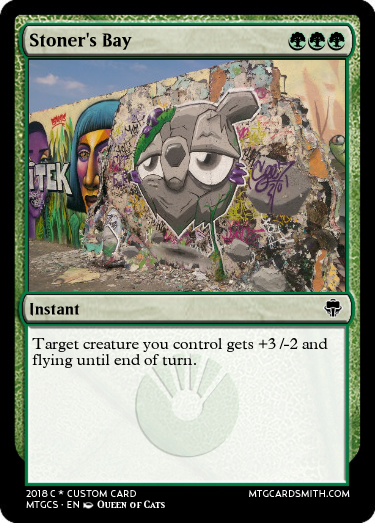 Stoner's Bay
ITEK
Instant
Target creature you control gets +3 /-2 and
flying until end of turn.
2018 C * CUSTOM CARD
MTGCS · EN Queen of Cats
MTGCARDSMITH.COM